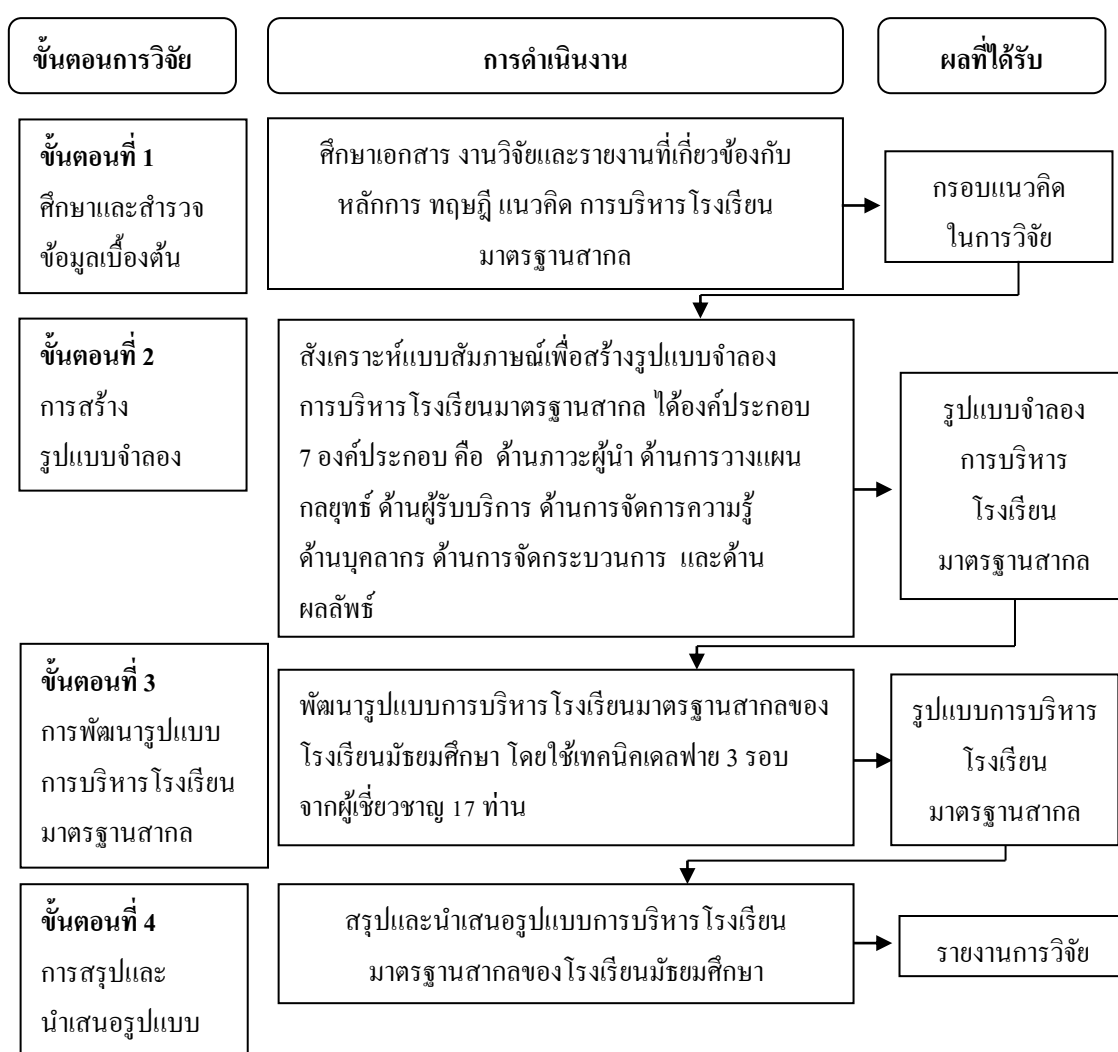 ขั้นตอนการวิจัย
การดำเนินงาน
ผลที่ได้รับ
ขั้นตอนที่ 1
ศึกษาและสำรวจ
ข้อมูลเบื้องต้น
ศึกษาเอกสาร งานวิจัยและรายงานที่เกี่ยวข้องกับ
หลักการ ทฤษฎี แนวคิด การบริหารโรงเรียน
มาตรฐานสากล
กรอบแนวคิด
ในการวิจัย
ขั้นตอนที่ 2
การสร้าง
รูปแบบจำลอง
สังเคราะห์แบบสัมภาษณ์เพื่อสร้างรูปแบบจำลอง
การบริหารโรงเรียนมาตรฐานสากล ได้องค์ประกอบ
7 องค์ประกอบ คือ ด้านภาวะผู้นำ ด้านการวางแผน
กลยุทธ์ ด้านผู้รับบริการ ด้านการจัดการความรู้
ด้านบุคลากร ด้านการจัดกระบวนการ และด้าน
ผลลัพธ์
รูปแบบจำลอง
การบริหาร
โรงเรียน
มาตรฐานสากล
ขั้นตอนที่ 3
การพัฒนารูปแบบ
การบริหารโรงเรียน
มาตรฐานสากล
พัฒนารูปแบบการบริหารโรงเรียนมาตรฐานสากลของ
โรงเรียนมัธยมศึกษา โดยใช้เทคนิคเดลฟาย 3 รอบ
จากผู้เชี่ยวชาญ 17 ท่าน
รูปแบบการบริหาร
โรงเรียน
มาตรฐานสากล
ขั้นตอนที่ 4
การสรุปและ
นำเสนอรูปแบบ
สรุปและนำเสนอรูปแบบการบริหารโรงเรียน
มาตรฐานสากลของโรงเรียนมัธยมศึกษา
รายงานการวิจัย